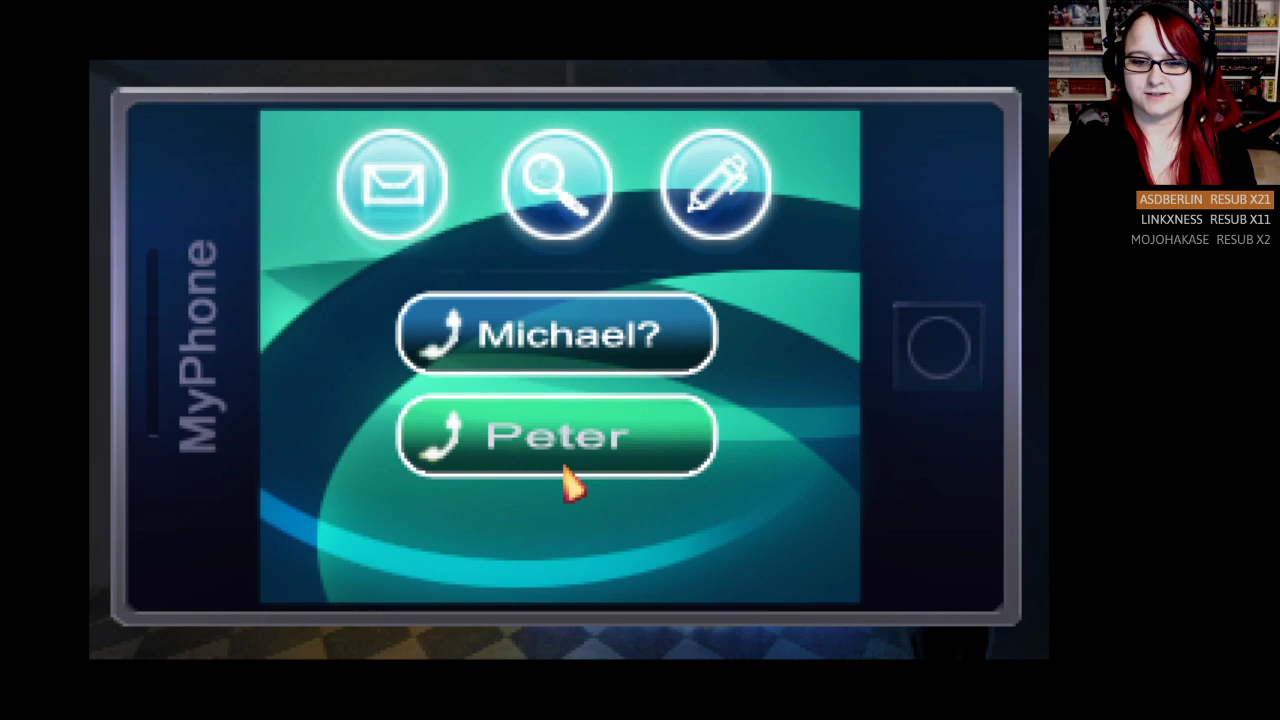 MyPhone
Michael?
Peter
ASDBERLIN RESUB X21
LINKXNESS RESUB X11
MOJOHAKASE RESUB X2